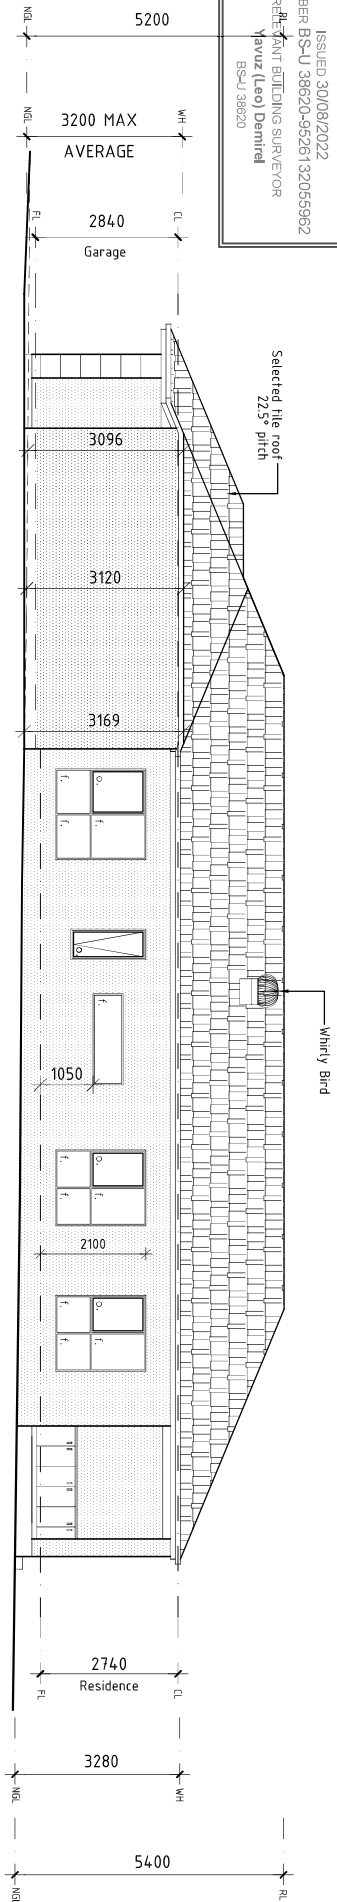 ISSUED 30/08/2022
BER BS-U 38620-9526132055962
RELEVANT BUILDING SURVEYOR
Yavuz (Leo) Demirel
BS-U 38620
5200
RL
NGL
3200 MAX
AVERAGE
WH
NGL
2840
Garage
CL
FL
Selected tile roof
22.5° pitch
3096
3120
3169
f.
o.
f.
f.
o.
Whirly Bird
f.
1050
f.
o.
f.
f.
2100
f.
o.
f.
f.
2740
Residence
CL
FL
3280
WH
NGL
5400
RL
NGL